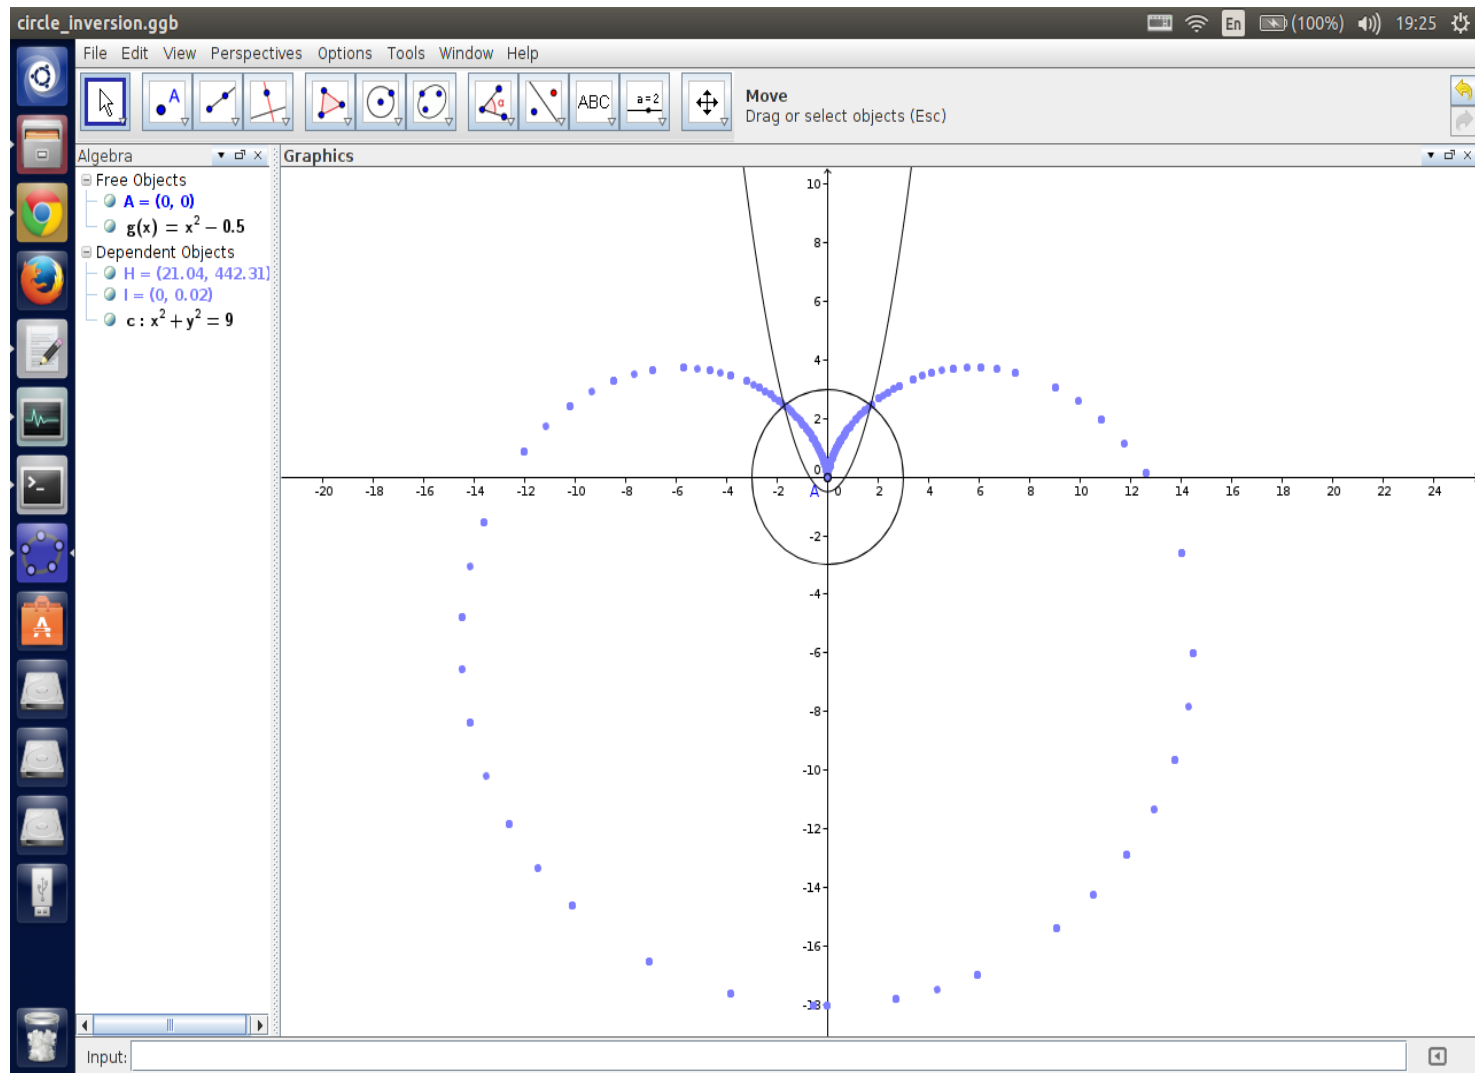 circle_inversion.ggb
En (100%) 19:25
File Edit View Perspectives Options Tools Window Help
A
α
ABC
a=2
Move
Drag or select objects (Esc)
Algebra
Graphics
Free Objects
A = (0, 0)
g(x) = x² − 0.5
Dependent Objects
H = (21.04, 442.31)
I = (0, 0.02)
c : x² + y² = 9
10
8
6
4
2
0
-20 -18 -16 -14 -12 -10 -8 -6 -4 -2 0 2 4 6 8 10 12 14 16 18 20 22 24
A
-2
-4
-6
-8
-10
-12
-14
-16
-18
Input: